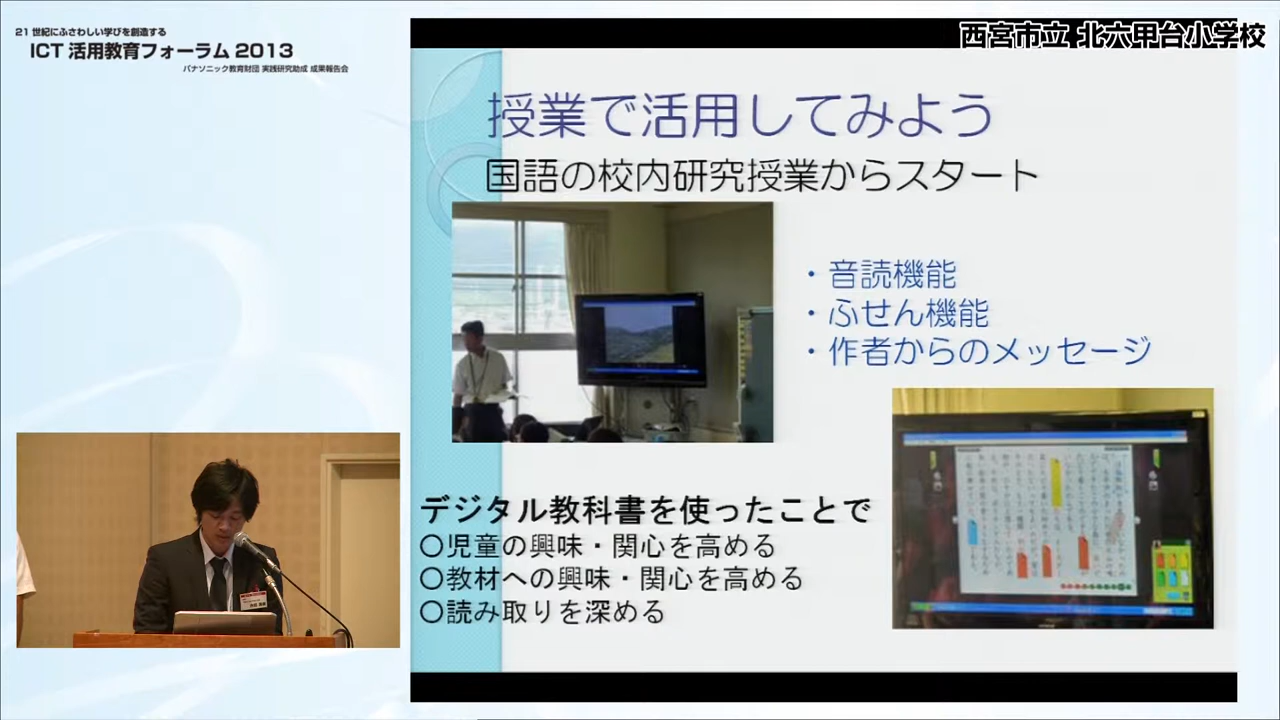 21世紀にふさわしい学びを創造する
ICT 活用教育フォーラム 2013
パナソニック教育財団 実践研究助成 成果報告会
西宮市立 北六甲台小学校
授業で活用してみよう
国語の校内研究授業からスタート
・音読機能
・ふせん機能
・作者からのメッセージ
デジタル教科書を使ったことで
〇児童の興味・関心を高める
〇教材への興味・関心を高める
〇読み取りを深める